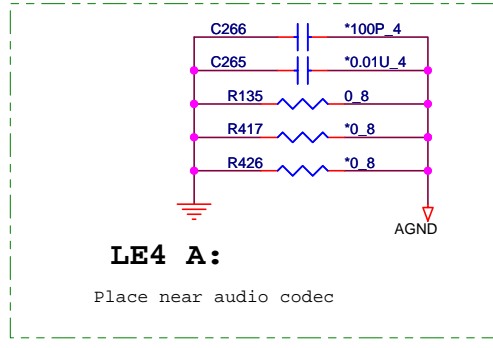 C266 *100P_4
C265 *0.01U_4
R135 0_8
R417 *0_8
R426 *0_8
AGND
LE4 A:
Place near audio codec